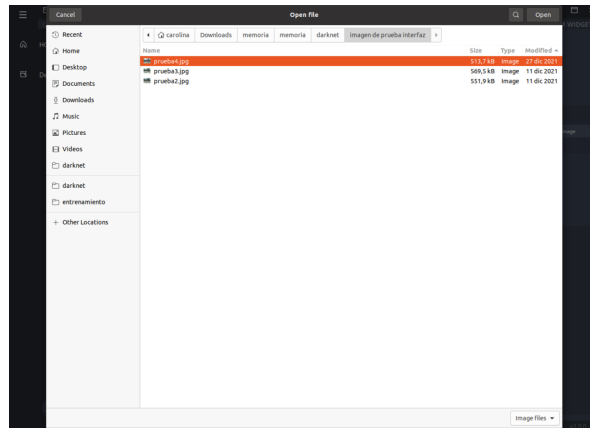 Cancel Open File Open
Recent
Home
Desktop
Documents
Downloads
Music
Pictures
Videos
darknet
darknet
entrenamiento
+ Other Locations
carolina Downloads memoria memoria darknet imagen de prueba interfaz
Name Size Type Modified
prueba4.jpg 513,7 kB Image 27 dic 2021
prueba3.jpg 569,5 kB Image 11 dic 2021
prueba2.jpg 551,9 kB Image 11 dic 2021
Image files